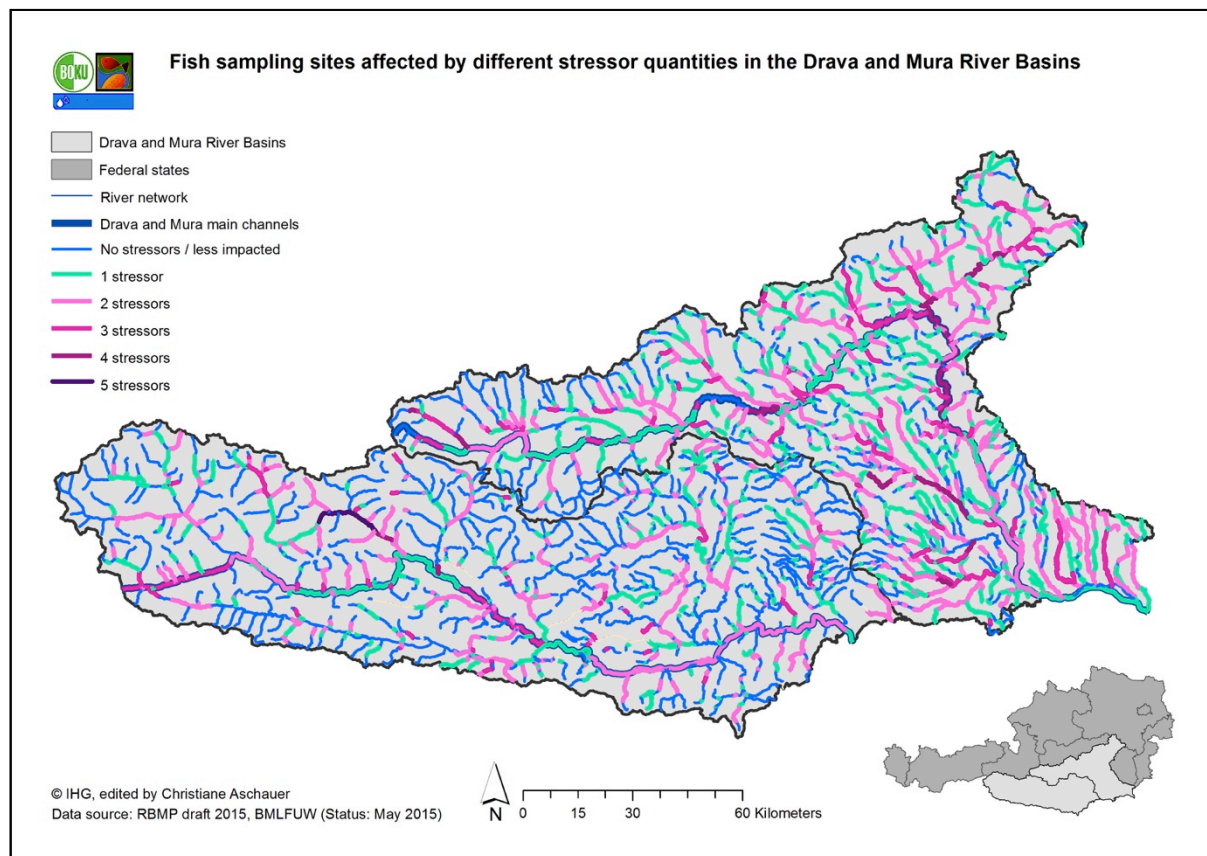 BOKU
Fish sampling sites affected by different stressor quantities in the Drava and Mura River Basins
Drava and Mura River Basins
Federal states
River network
Drava and Mura main channels
No stressors / less impacted
1 stressor
2 stressors
3 stressors
4 stressors
5 stressors
© IHG, edited by Christiane Aschauer
Data source: RBMP draft 2015, BMLFUW (Status: May 2015)
N
0 15 30 60 Kilometers